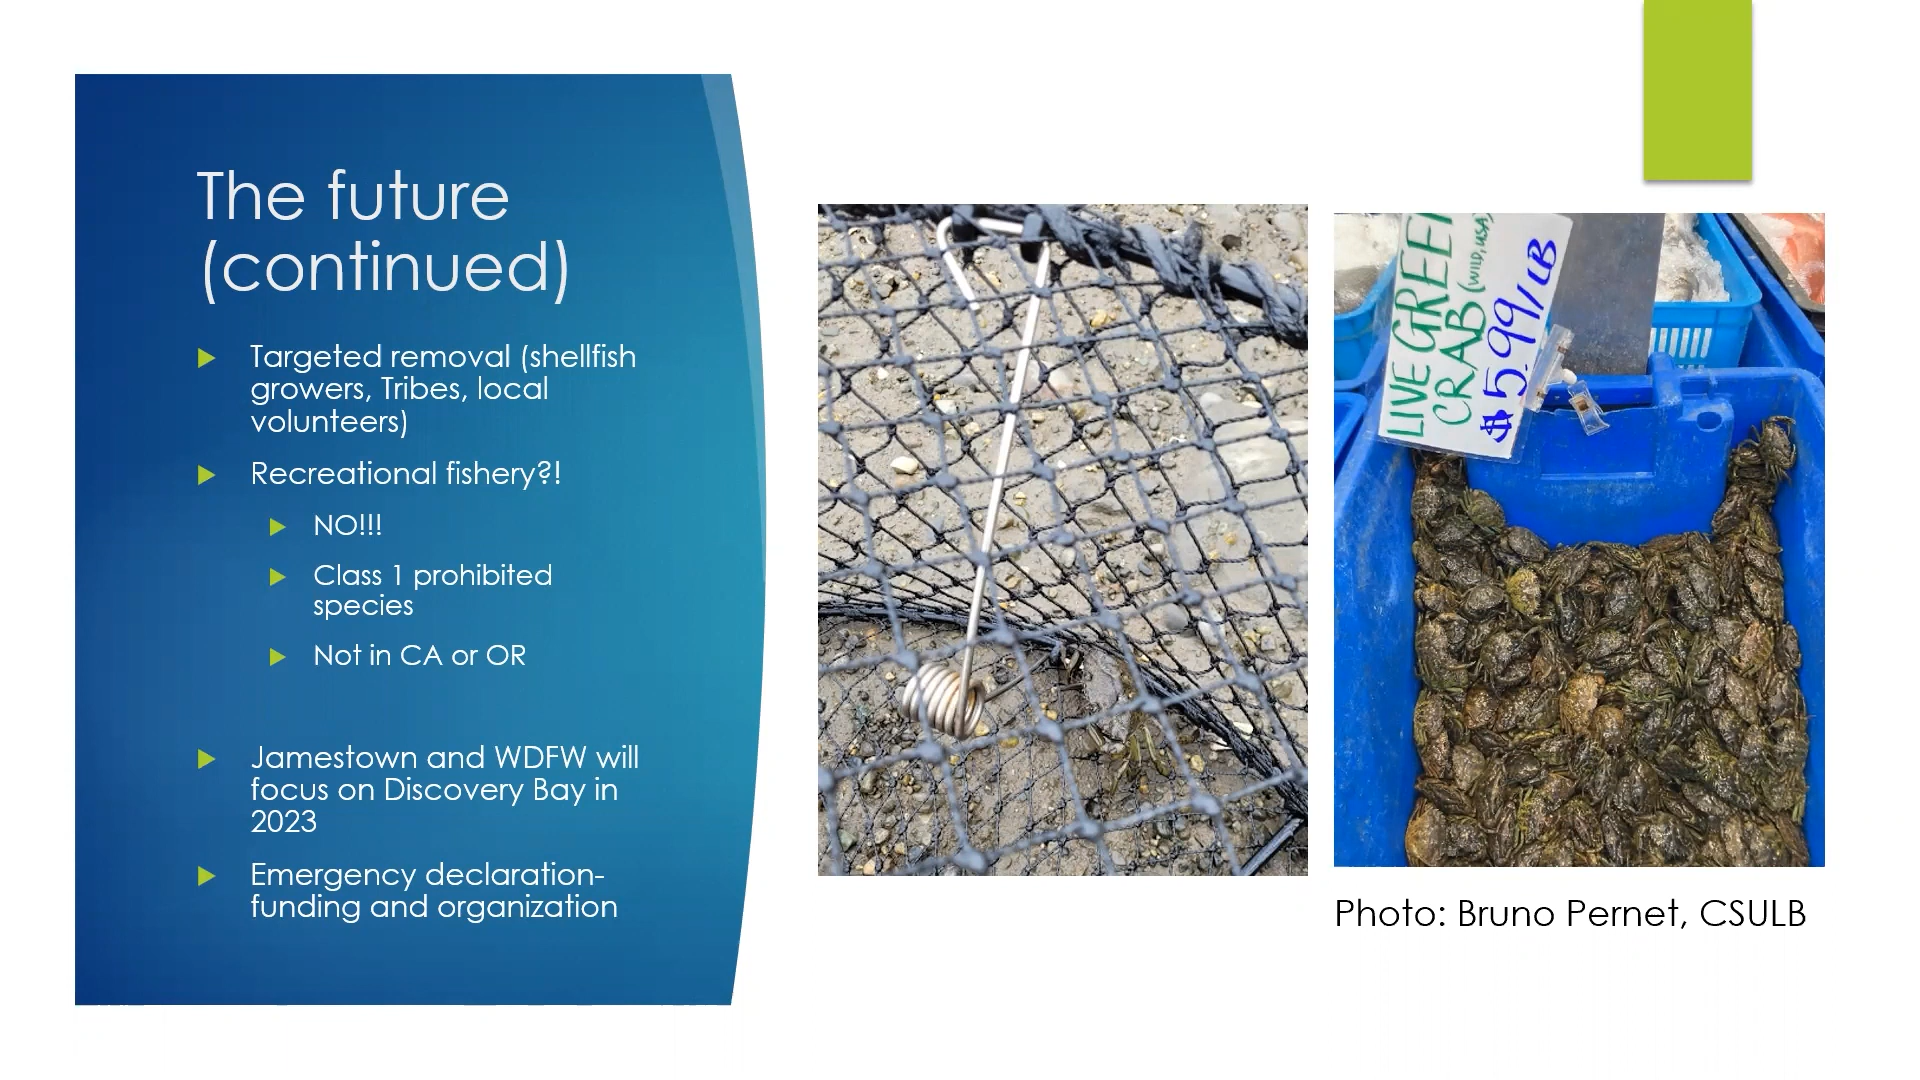 The future
(continued)
Targeted removal (shellfish
growers, Tribes, local
volunteers)
Recreational fishery?!
NO!!!
Class 1 prohibited
species
Not in CA or OR
Jamestown and WDFW will
focus on Discovery Bay in
2023
Emergency declaration-
funding and organization
LIVE GREEN
CRAB (WILD, USA)
$5.99/LB
Photo: Bruno Pernet, CSULB